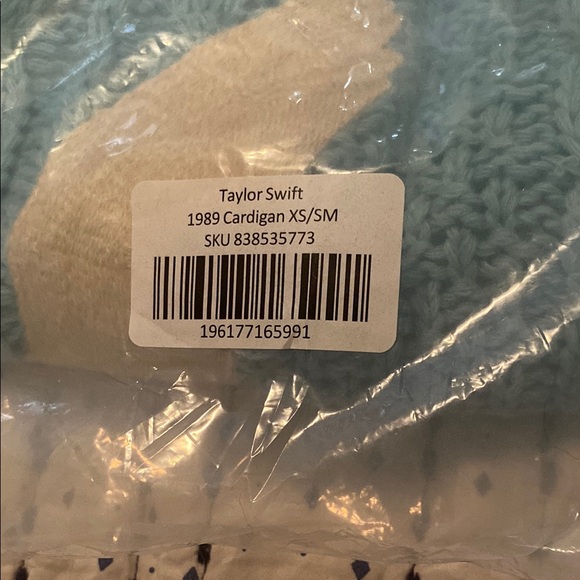 Taylor Swift
1989 Cardigan XS/SM
SKU 838535773
196177165991